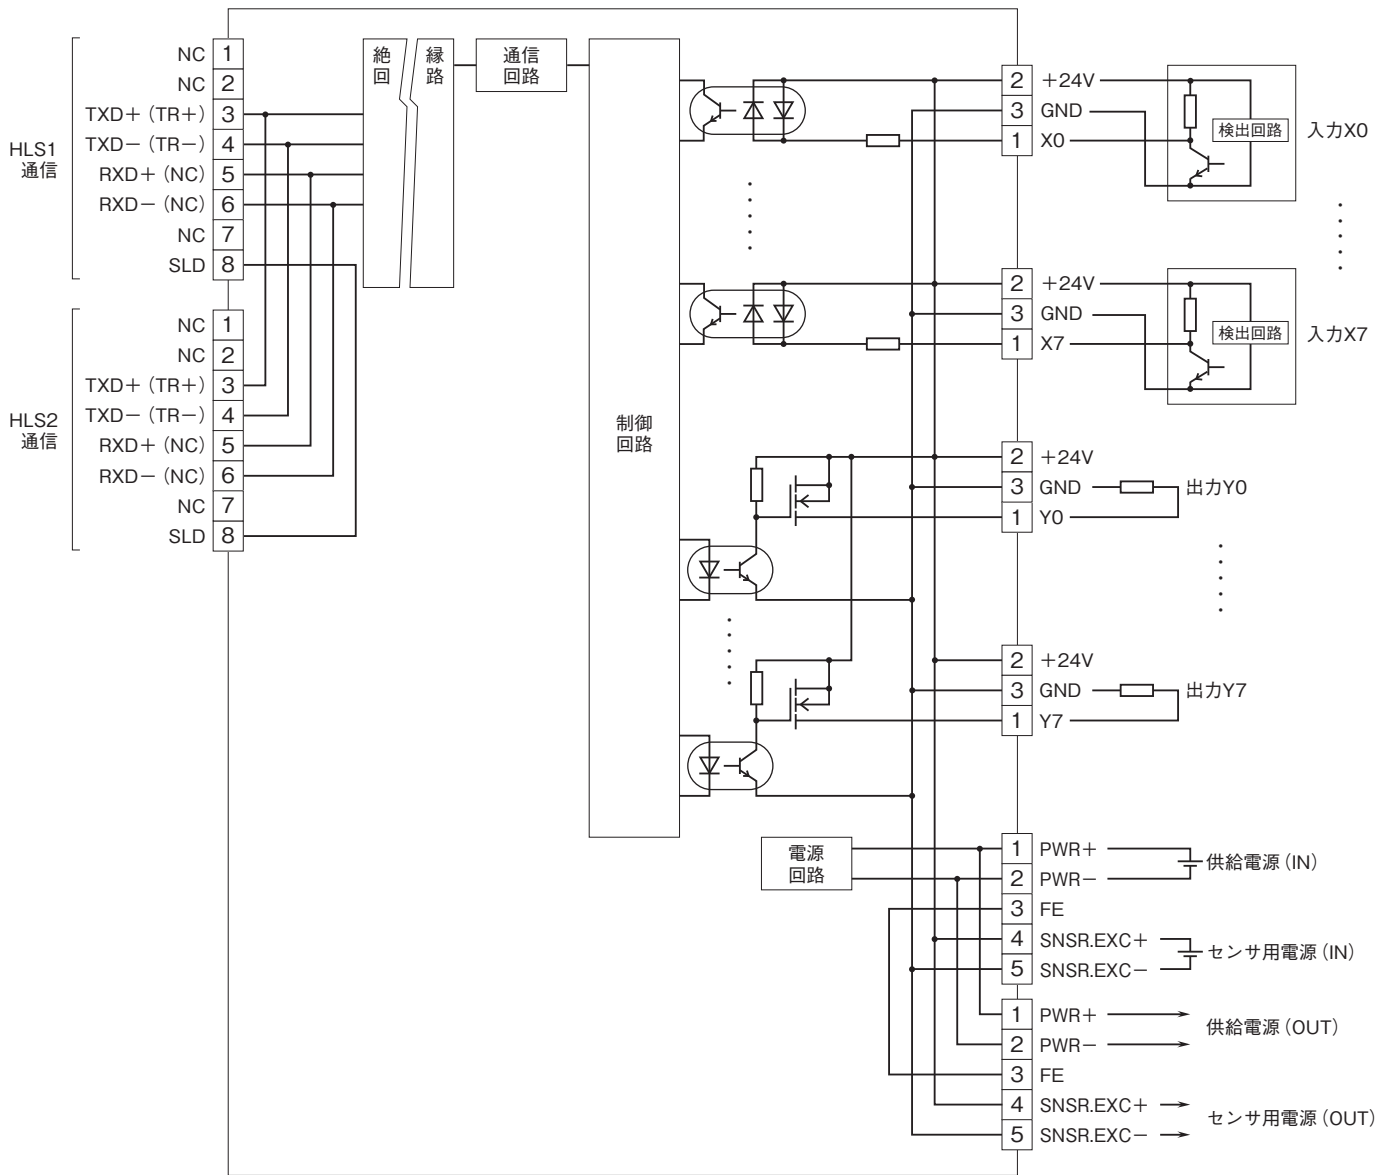 HLS1
通信
NC 1
NC 2
TXD+(TR+) 3
TXD−(TR−) 4
RXD+(NC) 5
RXD−(NC) 6
NC 7
SLD 8
HLS2
通信
NC 1
NC 2
TXD+(TR+) 3
TXD−(TR−) 4
RXD+(NC) 5
RXD−(NC) 6
NC 7
SLD 8
絶 縁
回 路
通信
回路
制御
回路
2 +24V
3 GND
1 X0
検出回路
入力X0
2 +24V
3 GND
1 X7
検出回路
入力X7
2 +24V
3 GND
1 Y0
出力Y0
2 +24V
3 GND
1 Y7
出力Y7
電源
回路
1 PWR+
2 PWR−
供給電源(IN)
3 FE
4 SNSR.EXC+
5 SNSR.EXC−
センサ用電源(IN)
1 PWR+
2 PWR−
供給電源(OUT)
3 FE
4 SNSR.EXC+
5 SNSR.EXC−
センサ用電源(OUT)